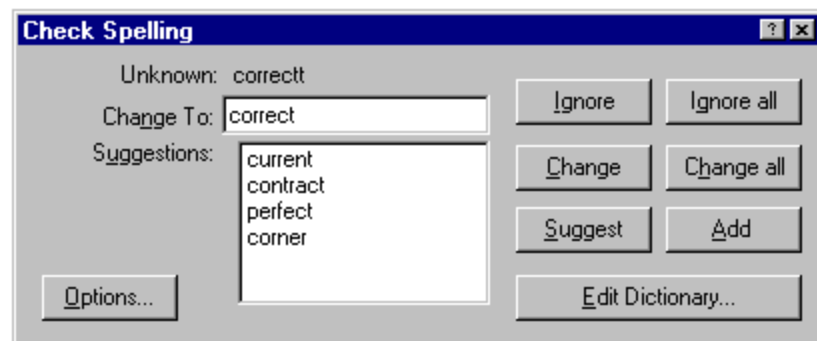 Check Spelling
Unknown: correctt
Change To: correct
Suggestions:
current
contract
perfect
corner
Ignore
Ignore all
Change
Change all
Suggest
Add
Options...
Edit Dictionary...